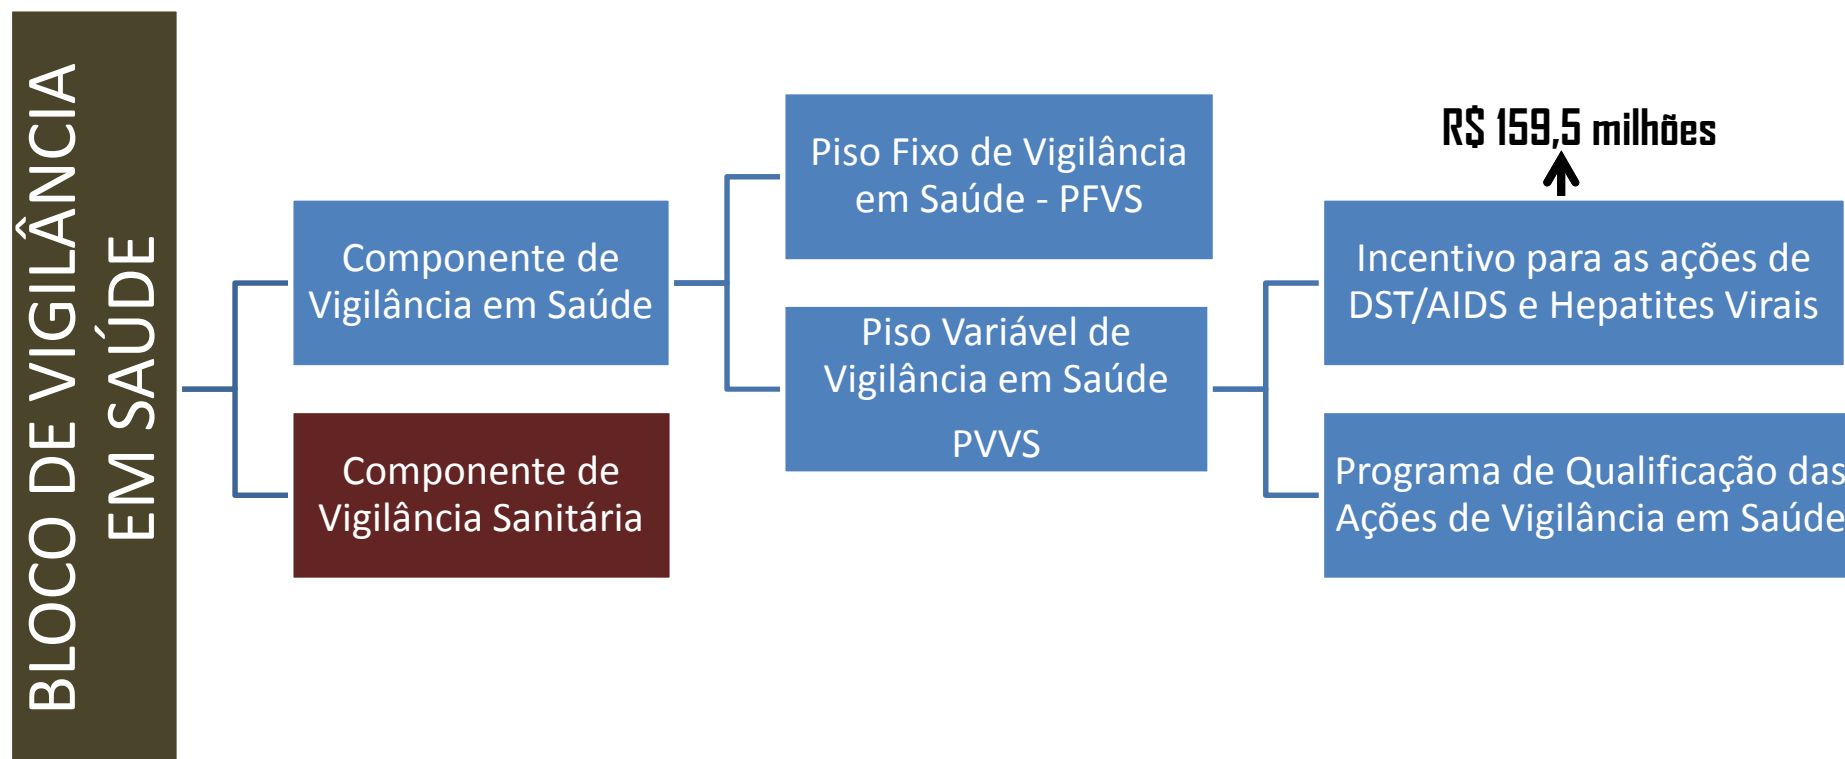 BLOCO DE VIGILÂNCIA
EM SAÚDE
Componente de
Vigilância em Saúde
Componente de
Vigilância Sanitária
Piso Fixo de Vigilância
em Saúde - PFVS
Piso Variável de
Vigilância em Saúde
PVVS
R$ 159,5 milhões
Incentivo para as ações de
DST/AIDS e Hepatites Virais
Programa de Qualificação das
Ações de Vigilância em Saúde